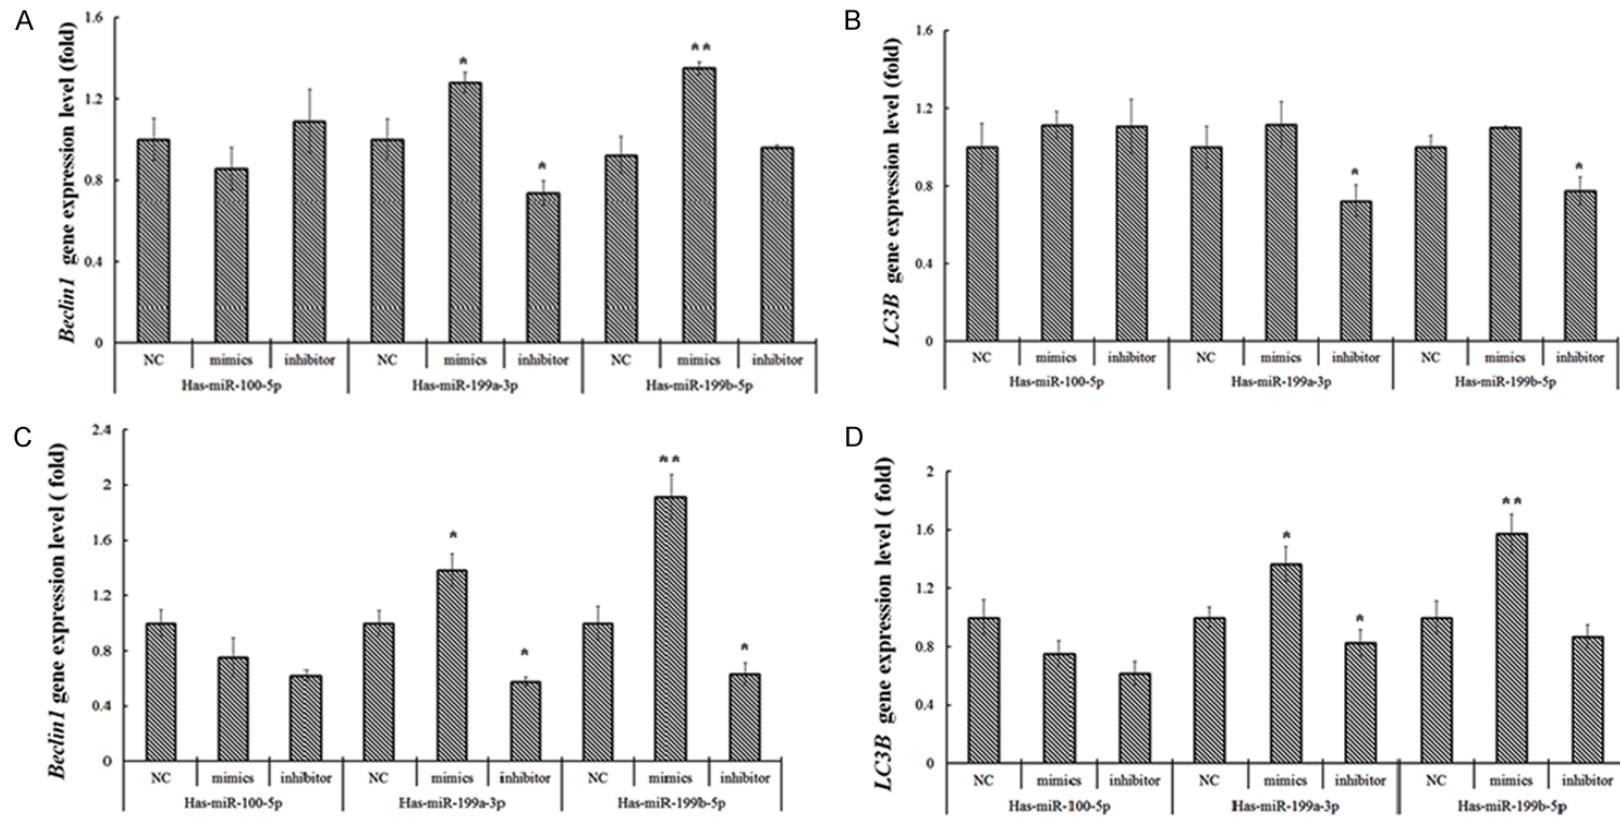 A
Beclin1 gene expression level (fold)
1.6
1.2
0.8
0.4
0
*
*
**
NC mimics inhibitor NC mimics inhibitor NC mimics inhibitor
Has-miR-100-5p Has-miR-199a-3p Has-miR-199b-5p
B
LC3B gene expression level (fold)
1.6
1.2
0.8
0.4
0
*
*
NC mimics inhibitor NC mimics inhibitor NC mimics inhibitor
Has-miR-100-5p Has-miR-199a-3p Has-miR-199b-5p
C
Beclin1 gene expression level ( fold)
2.4
2
1.6
1.2
0.8
0.4
0
*
*
**
*
NC mimics inhibitor NC mimics inhibitor NC mimics inhibitor
Has-miR-100-5p Has-miR-199a-3p Has-miR-199b-5p
D
LC3B gene expression level ( fold)
2
1.6
1.2
0.8
0.4
0
*
*
**
NC mimics inhibitor NC mimics inhibitor NC mimics inhibitor
Has-miR-100-5p Has-miR-199a-3p Has-miR-199b-5p